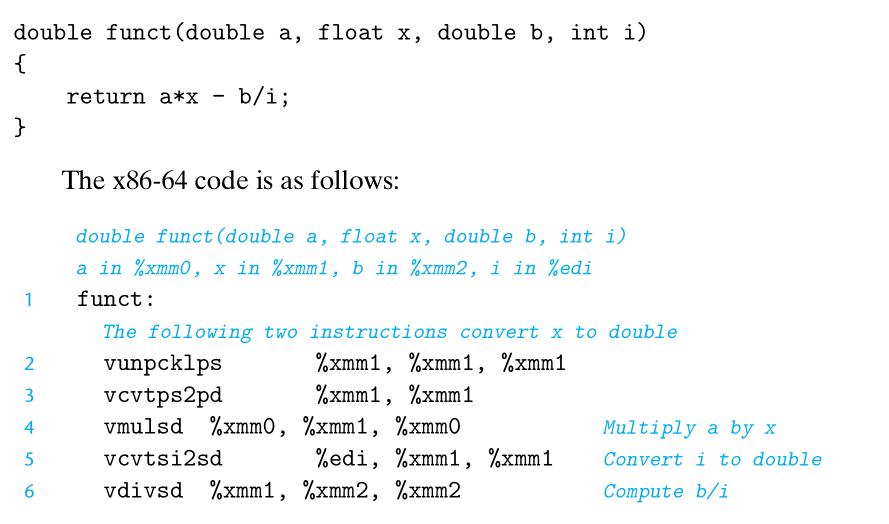 double funct(double a, float x, double b, int i)
{
    return a*x - b/i;
}
The x86-64 code is as follows:
double funct(double a, float x, double b, int i)
a in %xmm0, x in %xmm1, b in %xmm2, i in %edi
1 funct:
The following two instructions convert x to double
2 vunpcklps %xmm1, %xmm1, %xmm1
3 vcvtps2pd %xmm1, %xmm1
4 vmulsd %xmm0, %xmm1, %xmm0 Multiply a by x
5 vcvtsi2sd %edi, %xmm1, %xmm1 Convert i to double
6 vdivsd %xmm1, %xmm2, %xmm2 Compute b/i